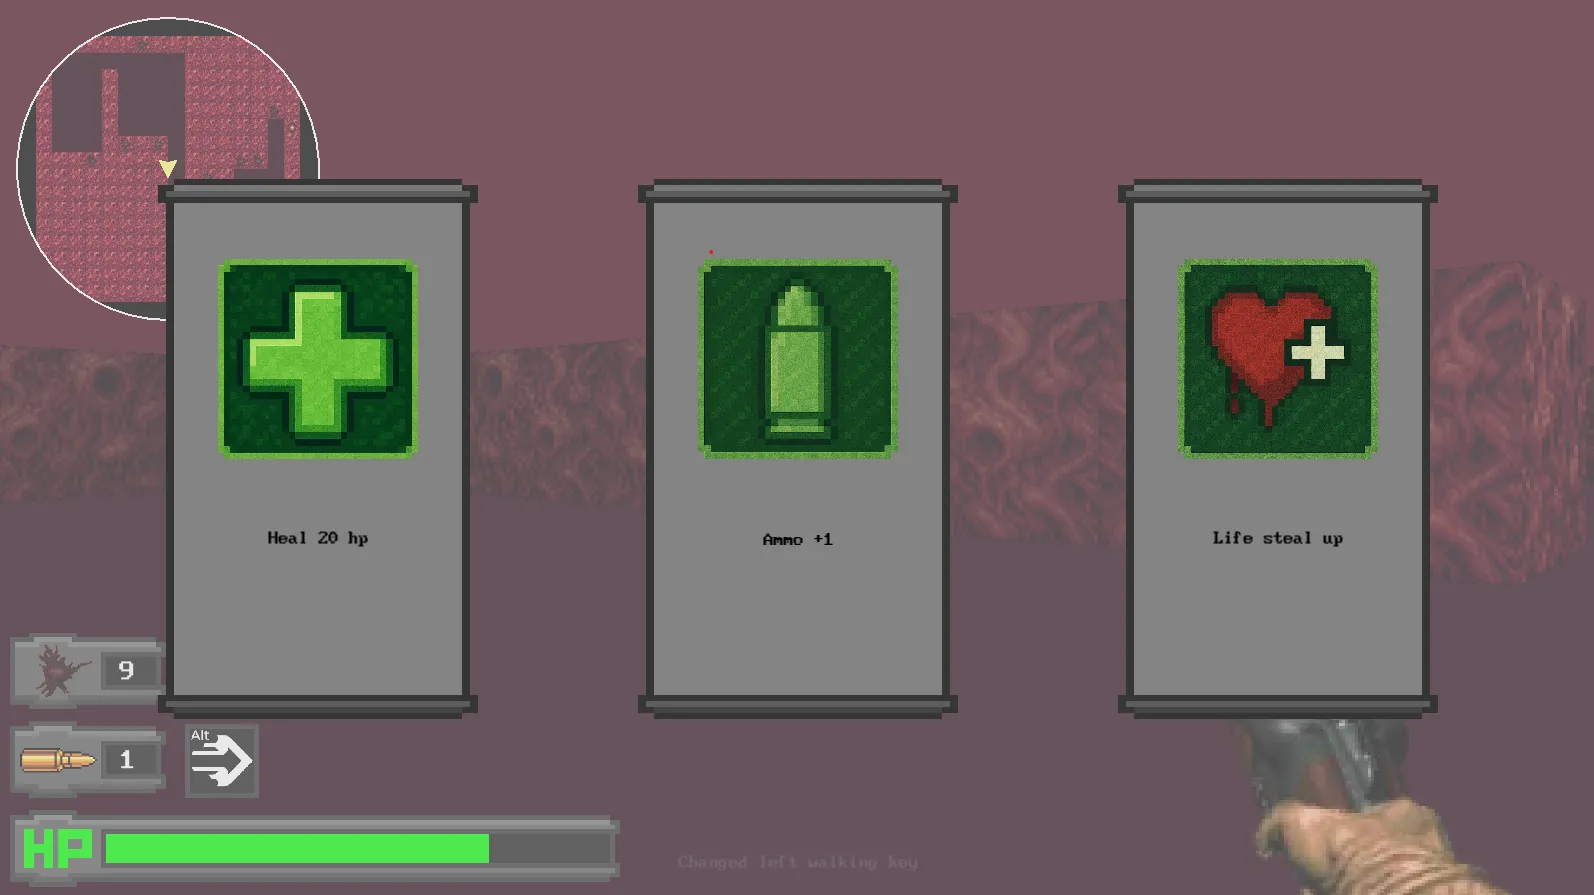 Heal 20 hp
Ammo +1
Life steal up
9
1
Alt
HP
Changed left walking key